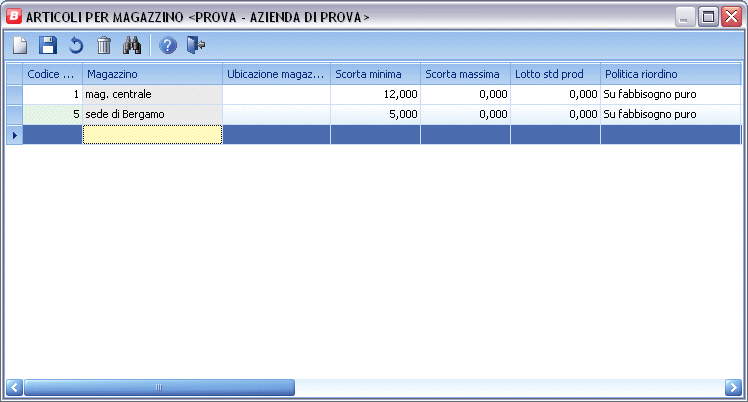 B ARTICOLI PER MAGAZZINO <PROVA - AZIENDA DI PROVA>
?
Codice ... Magazzino Ubicazione magaz... Scorta minima Scorta massima Lotto std prod Politica riordino
1 mag. centrale 12,000 0,000 0,000 Su fabbisogno puro
5 sede di Bergamo 5,000 0,000 0,000 Su fabbisogno puro